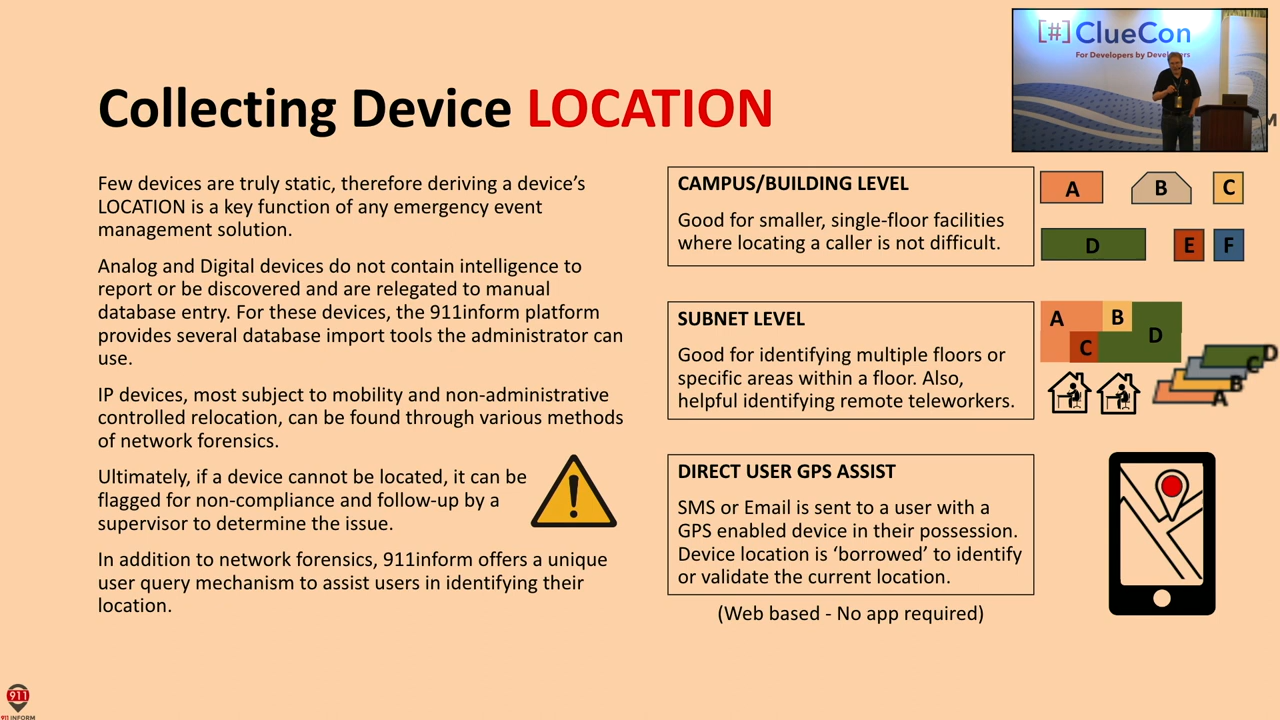 [#] ClueCon
For Developers by Developers
Collecting Device LOCATION
Few devices are truly static, therefore deriving a device’s
LOCATION is a key function of any emergency event
management solution.
Analog and Digital devices do not contain intelligence to
report or be discovered and are relegated to manual
database entry. For these devices, the 911inform platform
provides several database import tools the administrator can
use.
IP devices, most subject to mobility and non-administrative
controlled relocation, can be found through various methods
of network forensics.
Ultimately, if a device cannot be located, it can be
flagged for non-compliance and follow-up by a
supervisor to determine the issue.
In addition to network forensics, 911inform offers a unique
user query mechanism to assist users in identifying their
location.
CAMPUS/BUILDING LEVEL
Good for smaller, single-floor facilities
where locating a caller is not difficult.
A B C
D E F
SUBNET LEVEL
Good for identifying multiple floors or
specific areas within a floor. Also,
helpful identifying remote teleworkers.
A B
C D
D
C
B
A
DIRECT USER GPS ASSIST
SMS or Email is sent to a user with a
GPS enabled device in their possession.
Device location is ‘borrowed’ to identify
or validate the current location.
(Web based - No app required)
911
911 INFORM